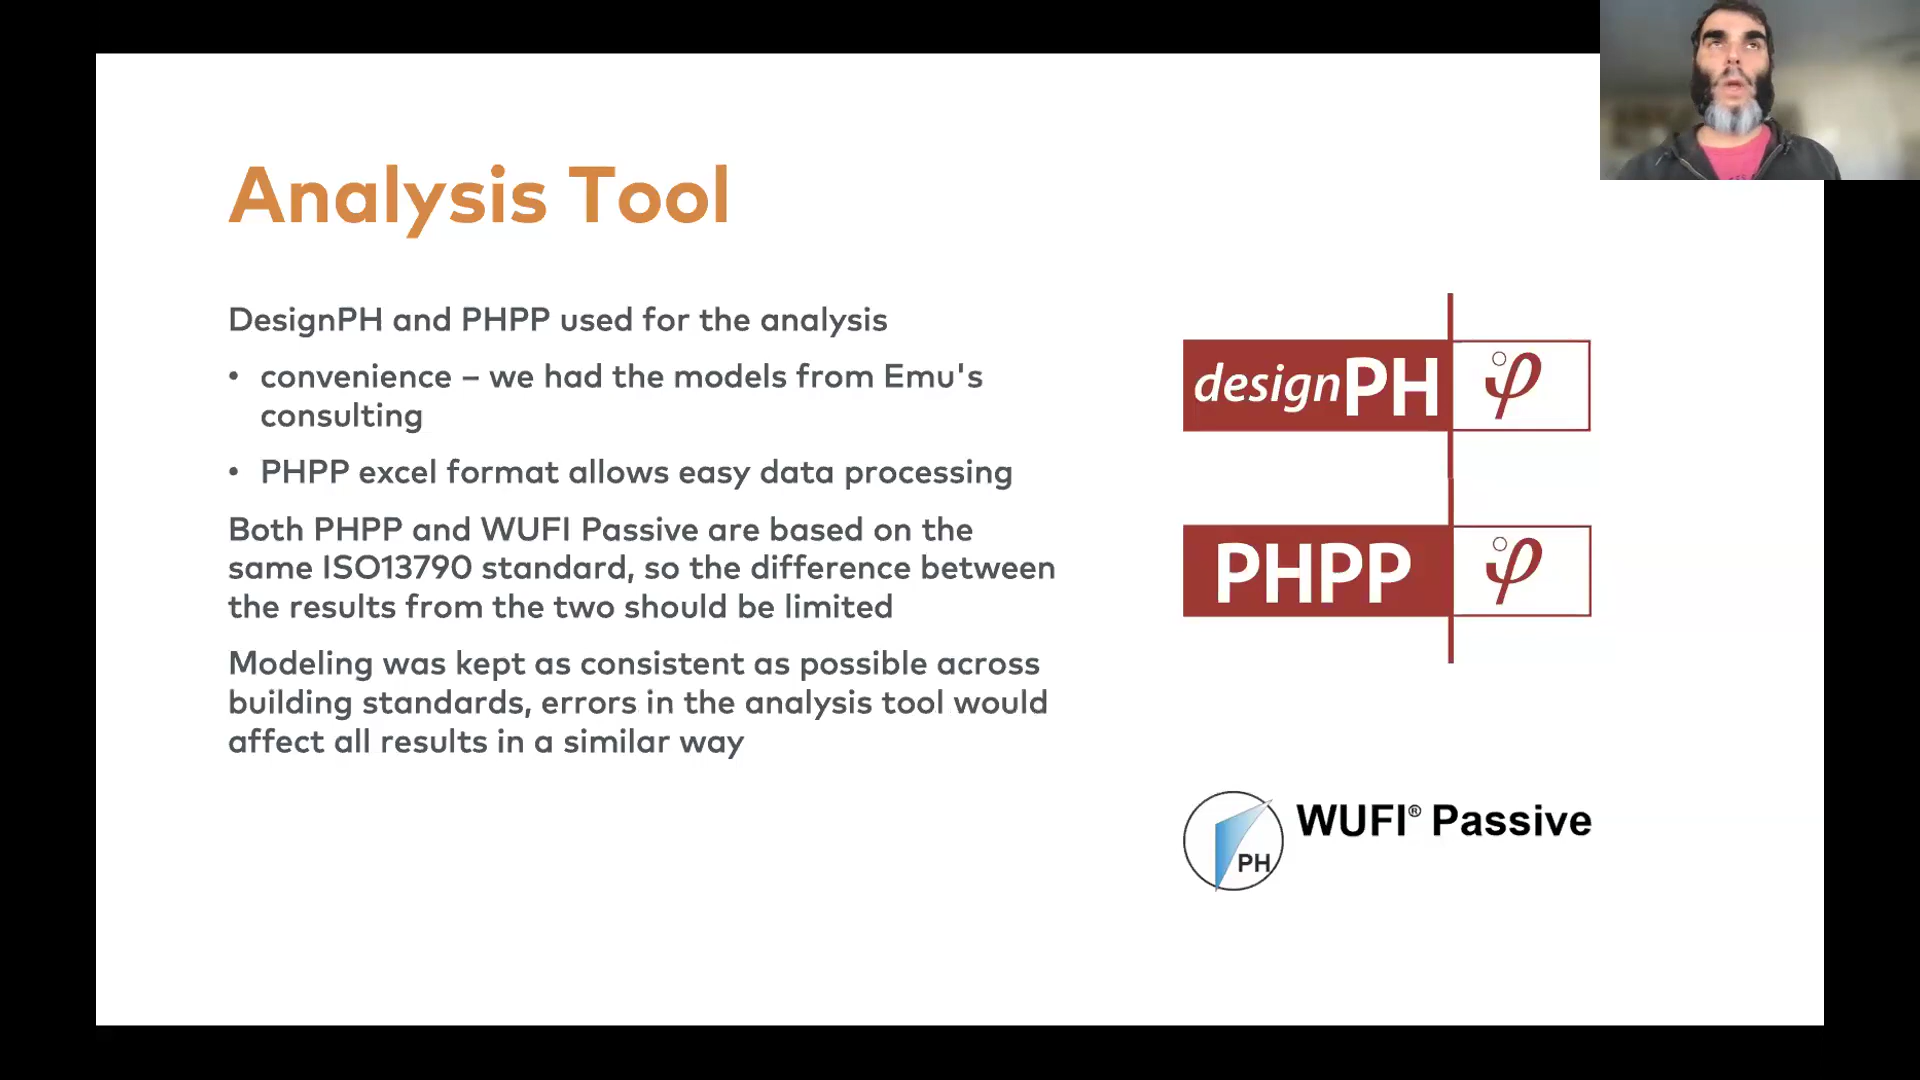 Analysis Tool
DesignPH and PHPP used for the analysis
• convenience – we had the models from Emu's
consulting
• PHPP excel format allows easy data processing
Both PHPP and WUFI Passive are based on the
same ISO13790 standard, so the difference between
the results from the two should be limited
Modeling was kept as consistent as possible across
building standards, errors in the analysis tool would
affect all results in a similar way
designPH
PHPP
WUFI® Passive
PH